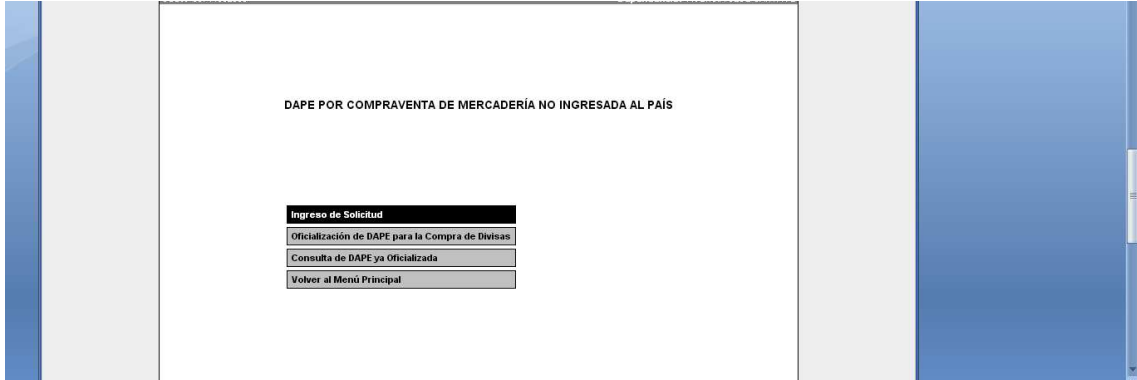 DAPE POR COMPRAVENTA DE MERCADERÍA NO INGRESADA AL PAÍS
Ingreso de Solicitud
Oficialización de DAPE para la Compra de Divisas
Consulta de DAPE ya Oficializada
Volver al Menú Principal